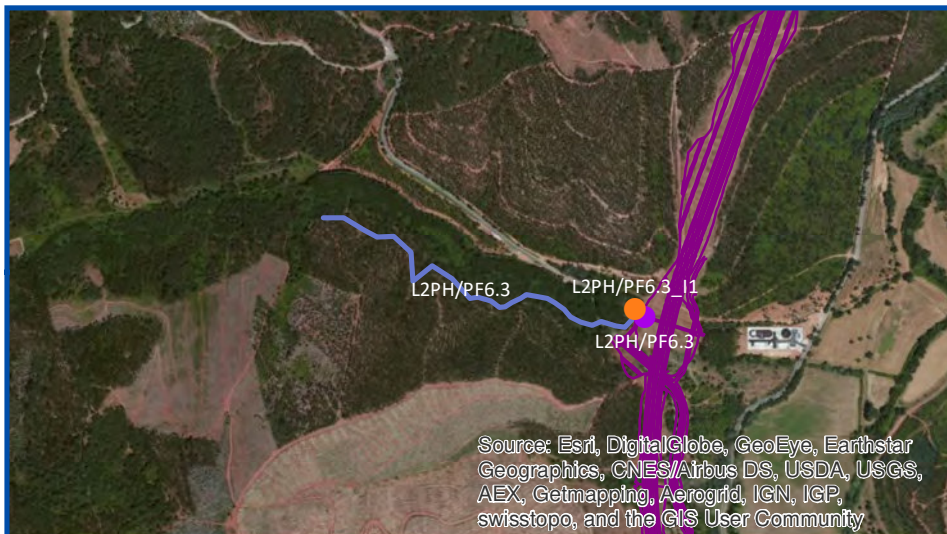 L2PH/PF6.3_I1
L2PH/PF6.3
L2PH/PF6.3
Source: Esri, DigitalGlobe, GeoEye, Earthstar
Geographics, CNES/Airbus DS, USDA, USGS,
AEX, Getmapping, Aerogrid, IGN, IGP,
swisstopo, and the GIS User Community